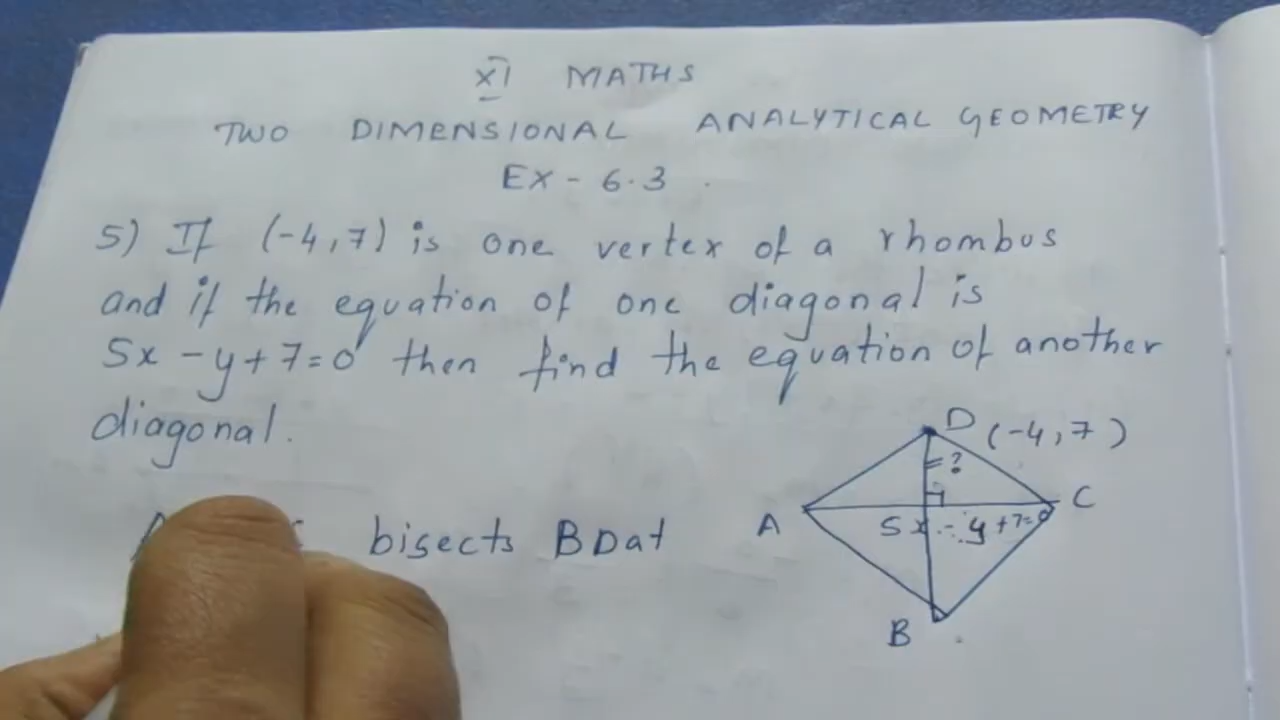 XI MATHS
TWO DIMENSIONAL ANALYTICAL GEOMETRY
EX - 6.3
5) If (-4,7) is one vertex of a rhombus
and if the equation of one diagonal is
5x - y + 7 = 0 then find the equation of another
diagonal.
D (-4,7)
= ?
A
C
5x - y + 7 = 0
bisects BD at
B